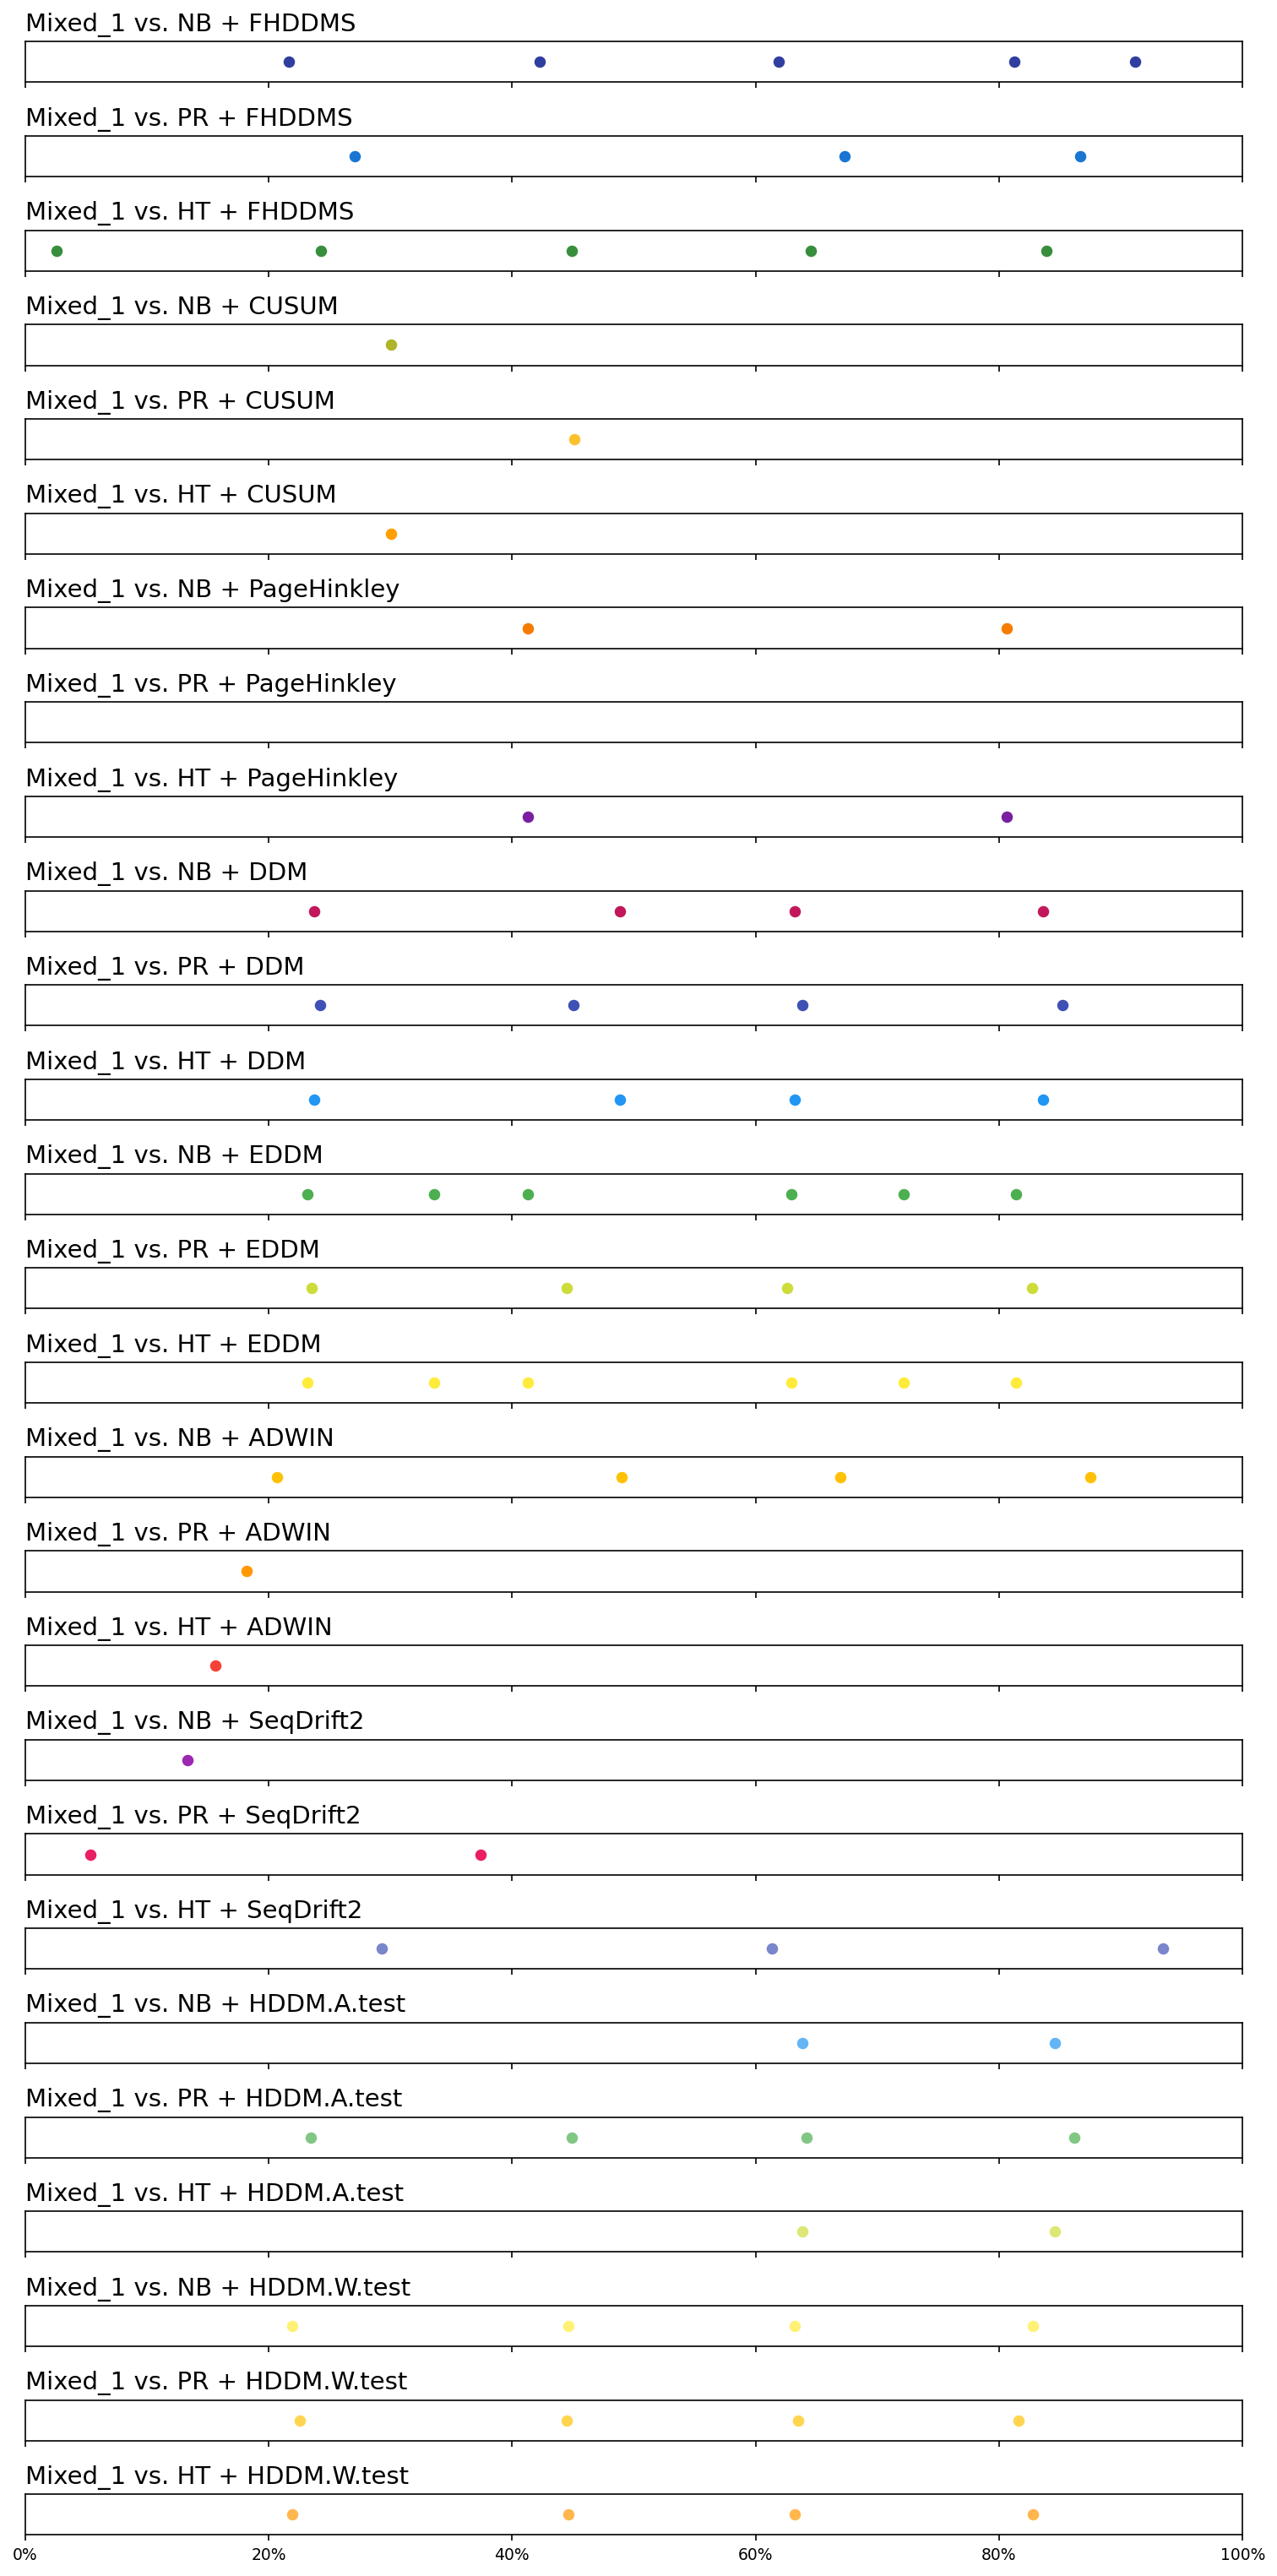 Mixed_1 vs. NB + FHDDMS
Mixed_1 vs. PR + FHDDMS
Mixed_1 vs. HT + FHDDMS
Mixed_1 vs. NB + CUSUM
Mixed_1 vs. PR + CUSUM
Mixed_1 vs. HT + CUSUM
Mixed_1 vs. NB + PageHinkley
Mixed_1 vs. PR + PageHinkley
Mixed_1 vs. HT + PageHinkley
Mixed_1 vs. NB + DDM
Mixed_1 vs. PR + DDM
Mixed_1 vs. HT + DDM
Mixed_1 vs. NB + EDDM
Mixed_1 vs. PR + EDDM
Mixed_1 vs. HT + EDDM
Mixed_1 vs. NB + ADWIN
Mixed_1 vs. PR + ADWIN
Mixed_1 vs. HT + ADWIN
Mixed_1 vs. NB + SeqDrift2
Mixed_1 vs. PR + SeqDrift2
Mixed_1 vs. HT + SeqDrift2
Mixed_1 vs. NB + HDDM.A.test
Mixed_1 vs. PR + HDDM.A.test
Mixed_1 vs. HT + HDDM.A.test
Mixed_1 vs. NB + HDDM.W.test
Mixed_1 vs. PR + HDDM.W.test
Mixed_1 vs. HT + HDDM.W.test
0% 20% 40% 60% 80% 100%